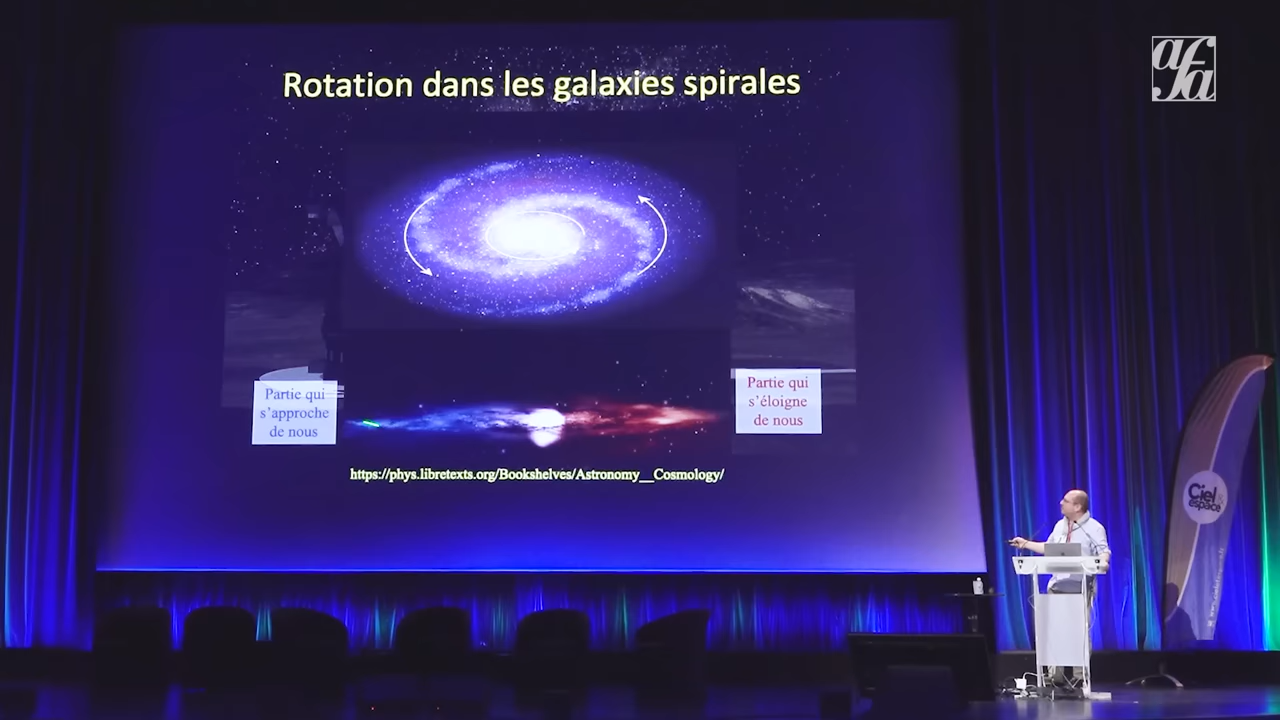 afa
Rotation dans les galaxies spirales
Partie qui
s'approche
de nous
Partie qui
s'éloigne
de nous
https://phys.libretexts.org/Bookshelves/Astronomy__Cosmology/
Ciel &
espace